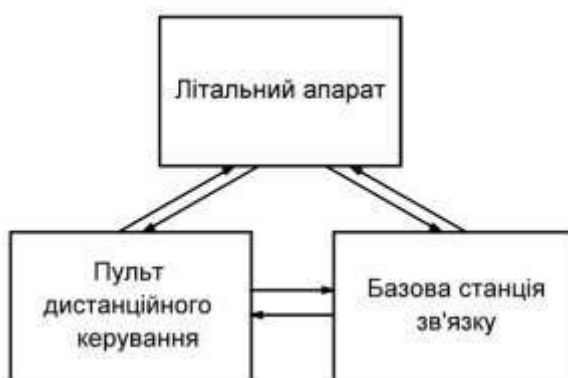 Літальний апарат
Пульт
дистанційного
керування
Базова станція
зв'язку